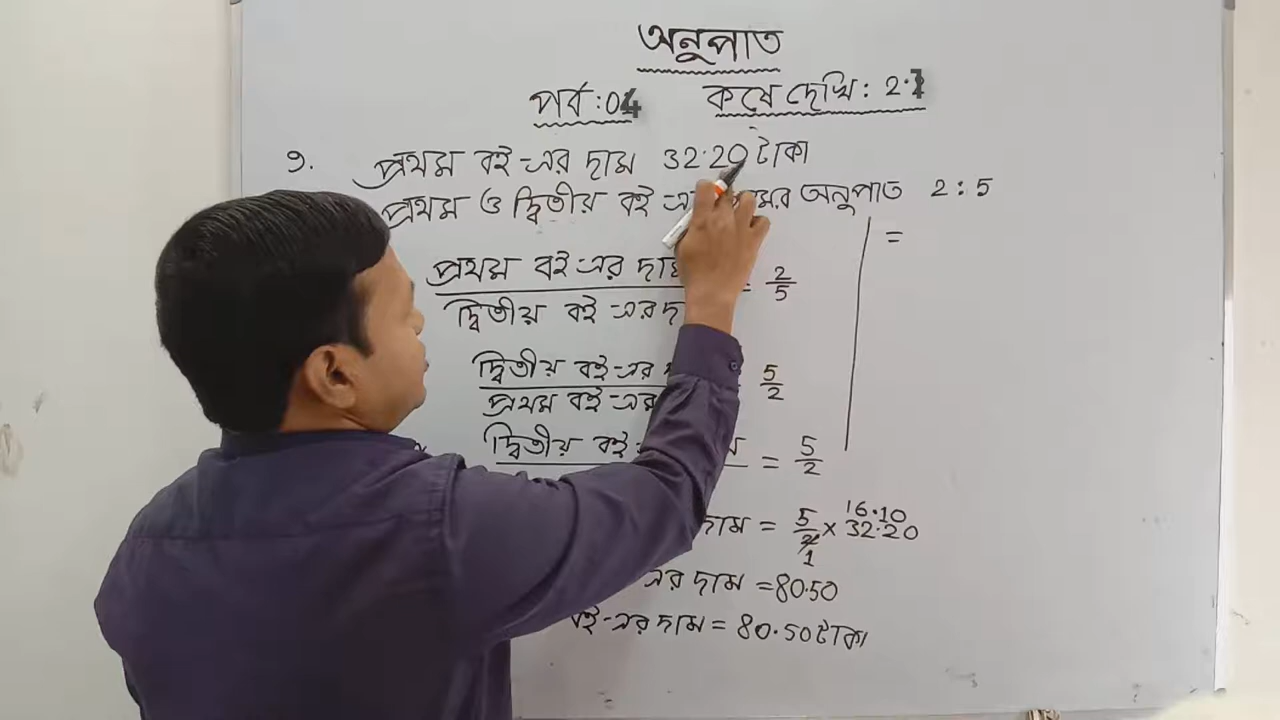 অনুপাত
পর্ব : 04 কষে দেখি : 2.1
9. প্রথম বই-এর দাম 32.20 টাকা
প্রথম ও দ্বিতীয় বই অনুপাত 2 : 5
প্রথম বই-এর দাম = 2/5
দ্বিতীয় বই-এর দা
=
দ্বিতীয় বই-এর 5/2
প্রথম বই-এর
দ্বিতীয় বই = 5/2
দাম = 5/2 1 × 32.20 16.10
এর দাম = 80.50
বই-এর দাম = 80.50 টাকা